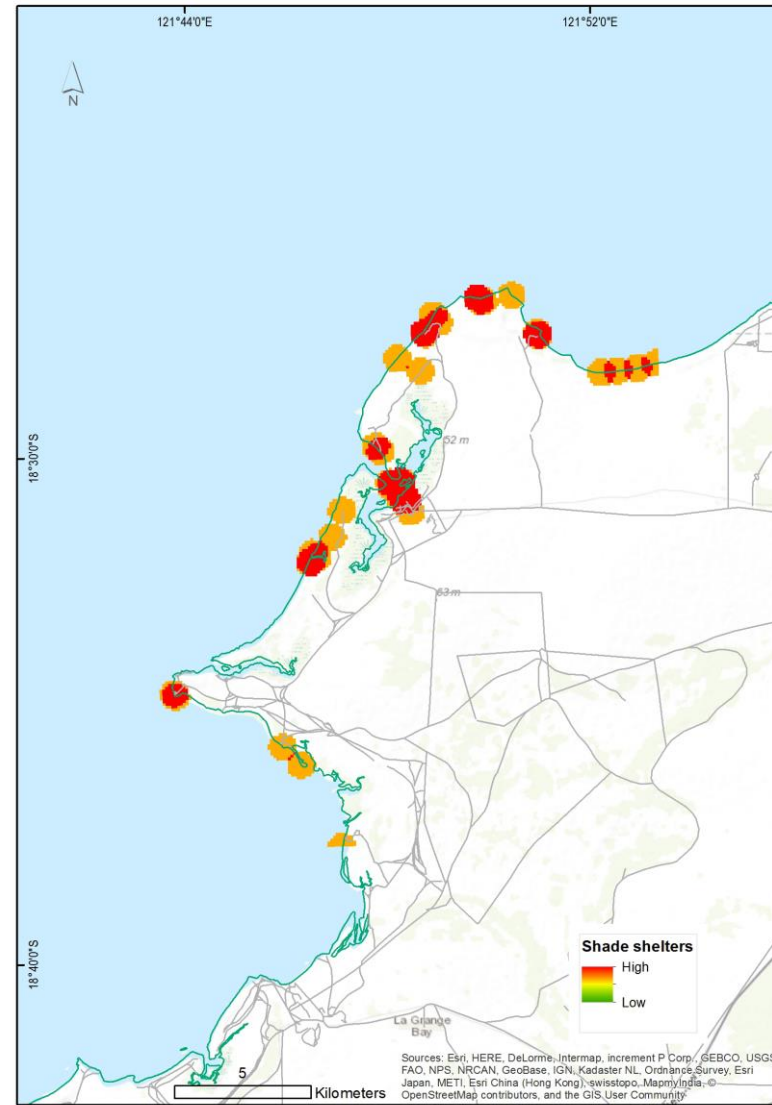 121°44'0"E
121°52'0"E
N
18°30'0"S
52 m
63 m
18°40'0"S
Shade shelters
High
Low
La Grange
Bay
Sources: Esri, HERE, DeLorme, Intermap, increment P Corp., GEBCO, USGS,
FAO, NPS, NRCAN, GeoBase, IGN, Kadaster NL, Ordnance Survey, Esri
Japan, METI, Esri China (Hong Kong), swisstopo, MapmyIndia, ©
OpenStreetMap contributors, and the GIS User Community
5
Kilometers